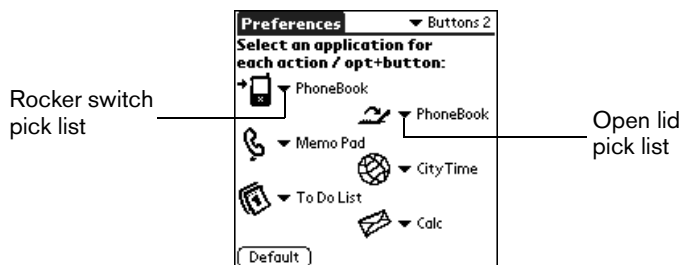 Preferences ▼ Buttons 2
Select an application for
each action / opt+button:
PhoneBook
PhoneBook
Memo Pad
CityTime
To Do List
Calc
Default
Rocker switch
pick list
Open lid
pick list